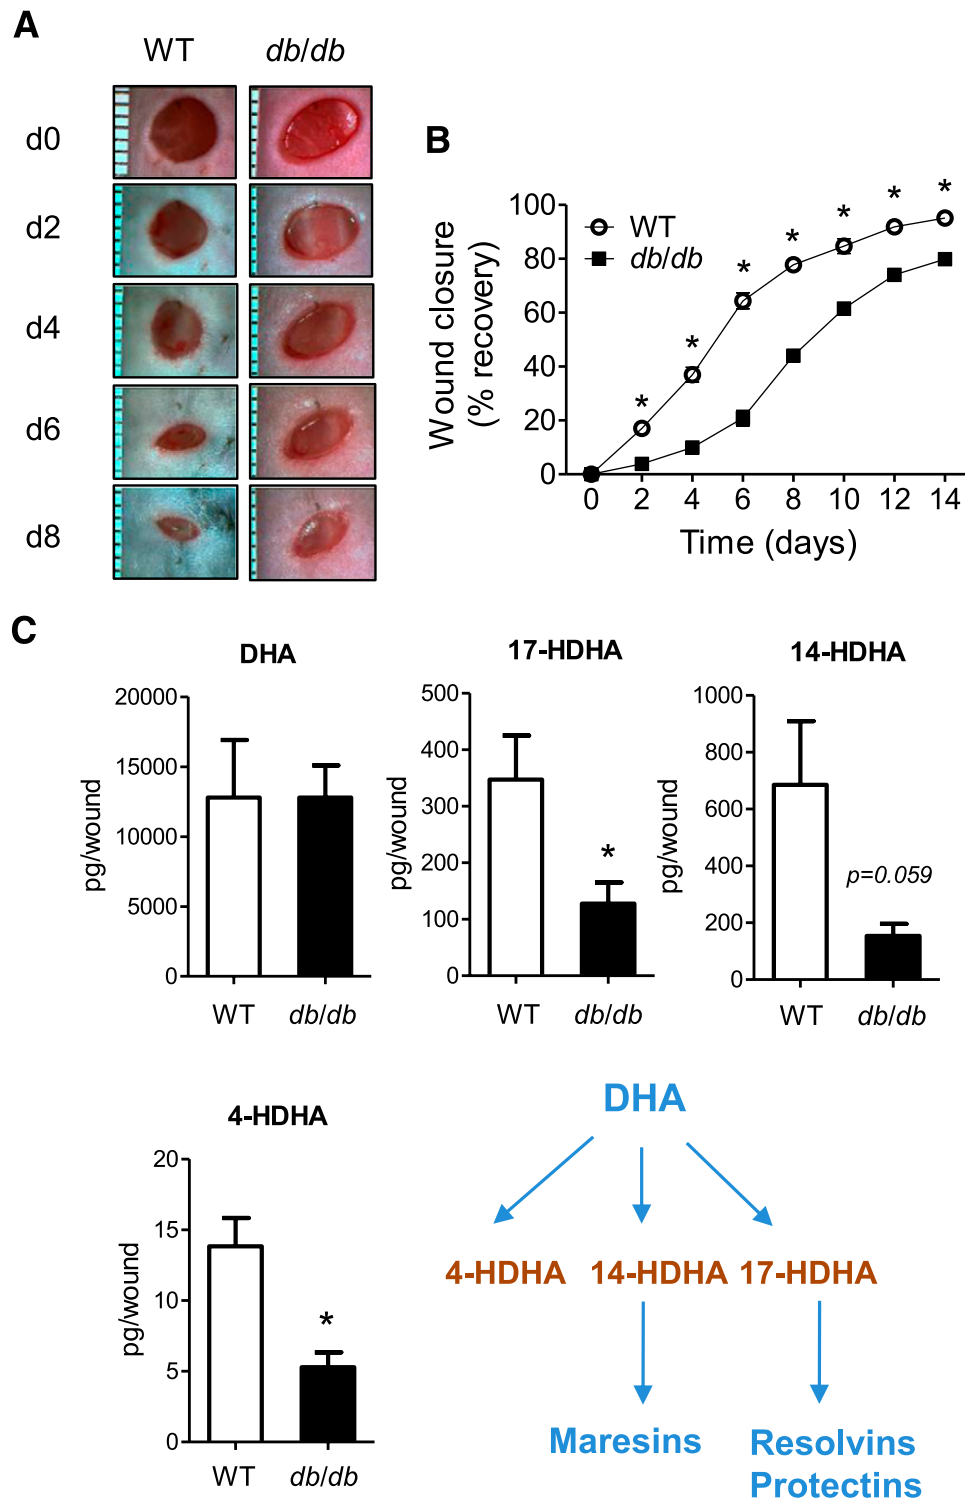 A
WT db/db
d0
d2
d4
d6
d8
B
Wound closure
(% recovery)
100
80
60
40
20
0
WT
db/db
* * * * * * *
0 2 4 6 8 10 12 14
Time (days)
C
DHA
pg/wound
20000
15000
10000
5000
0
WT db/db
17-HDHA
pg/wound
500
400
300
200
100
0
*
WT db/db
14-HDHA
pg/wound
1000
800
600
400
200
0
p=0.059
WT db/db
4-HDHA
pg/wound
20
15
10
5
0
*
WT db/db
DHA
4-HDHA 14-HDHA 17-HDHA
Maresins
Resolvins
Protectins